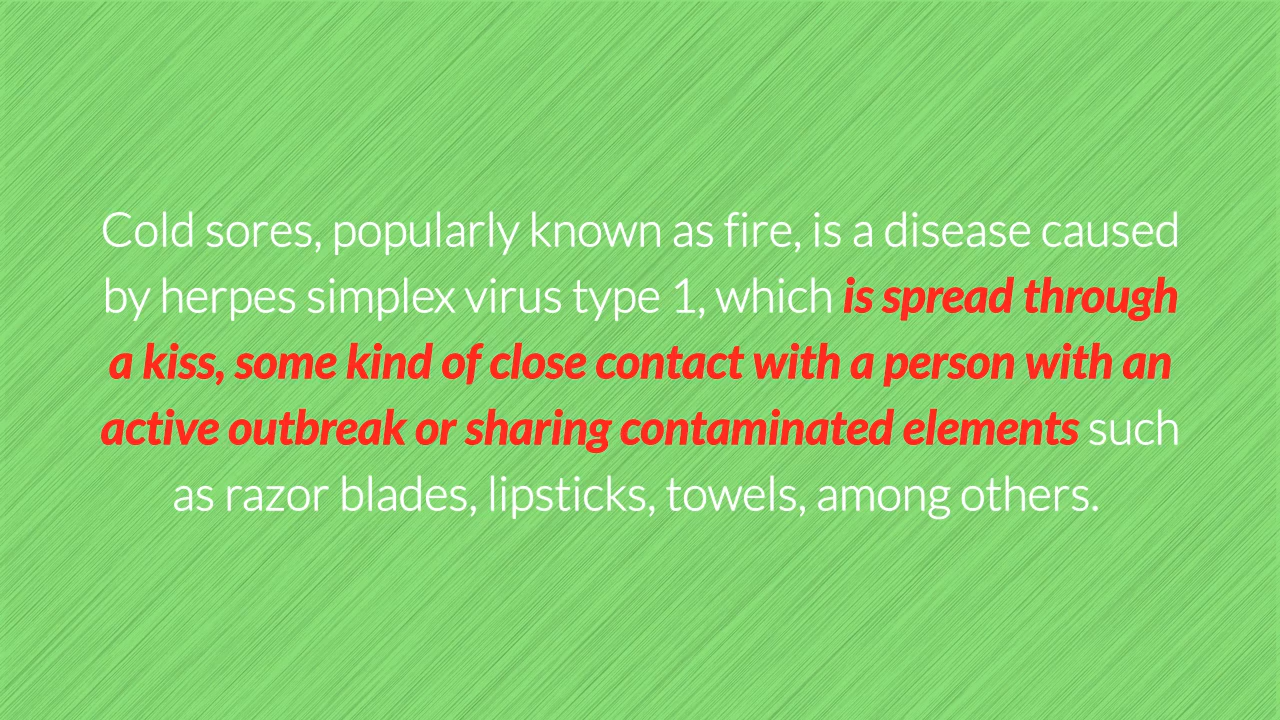 Cold sores, popularly known as fire, is a disease caused
by herpes simplex virus type 1, which is spread through
a kiss, some kind of close contact with a person with an
active outbreak or sharing contaminated elements such
as razor blades, lipsticks, towels, among others.